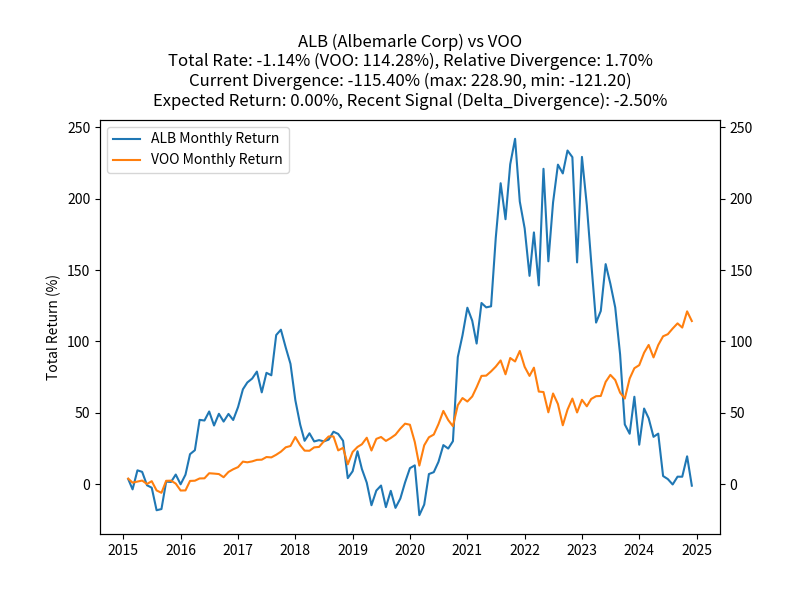 ALB (Albemarle Corp) vs VOO
Total Rate: -1.14% (VOO: 114.28%), Relative Divergence: 1.70%
Current Divergence: -115.40% (max: 228.90, min: -121.20)
Expected Return: 0.00%, Recent Signal (Delta_Divergence): -2.50%
ALB Monthly Return
VOO Monthly Return
Total Return (%)
250
200
150
100
50
0
250
200
150
100
50
0
2015 2016 2017 2018 2019 2020 2021 2022 2023 2024 2025